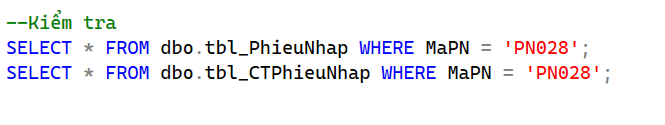 --Kiểm tra
SELECT * FROM dbo.tbl_PhieuNhap WHERE MaPN = 'PN028';
SELECT * FROM dbo.tbl_CTPhieuNhap WHERE MaPN = 'PN028';